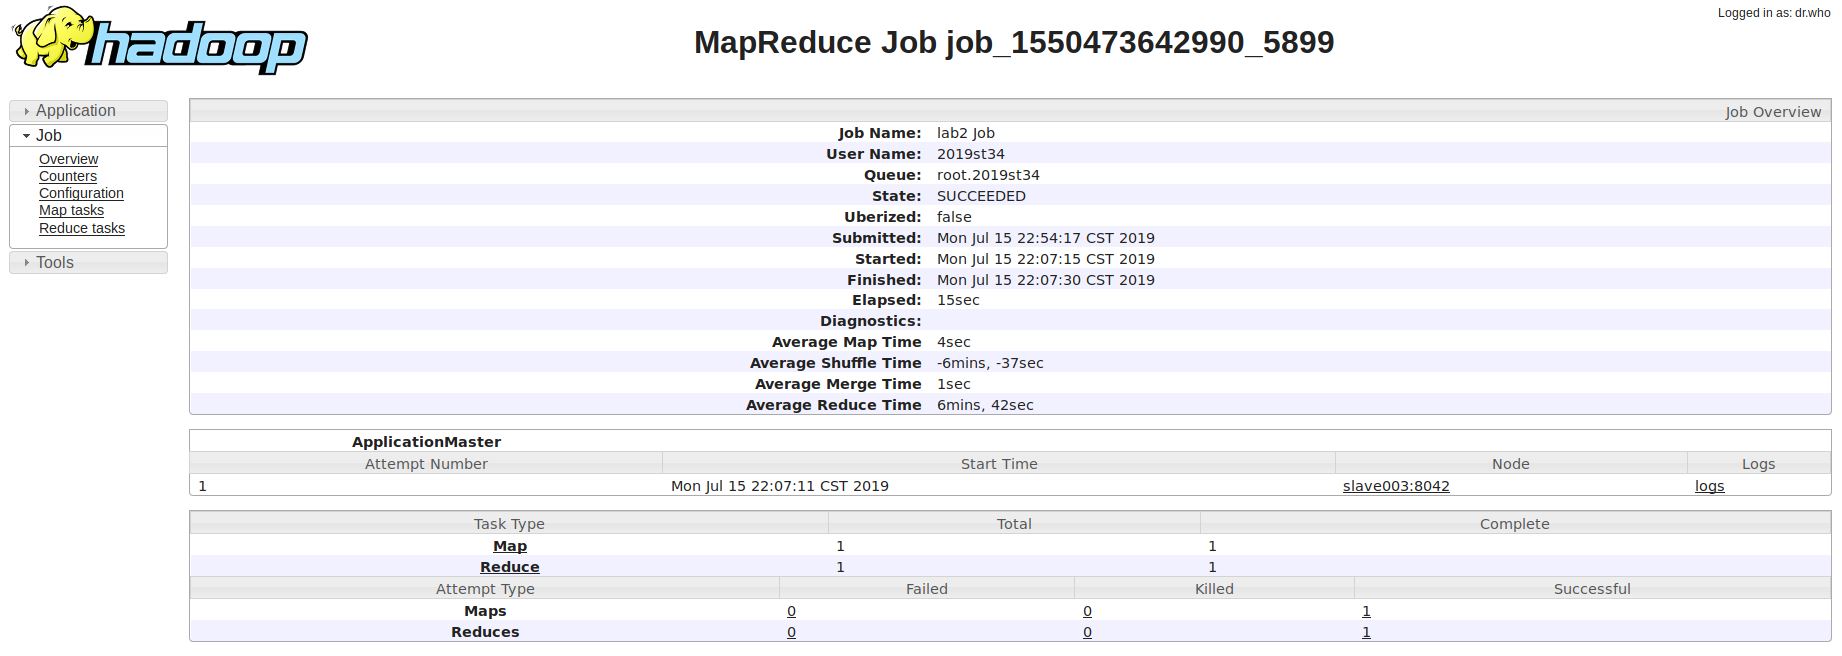 hadoop
Logged in as: dr.who
MapReduce Job job_1550473642990_5899
Application
Job
Overview
Counters
Configuration
Map tasks
Reduce tasks
Tools
Job Overview
Job Name: lab2 Job
User Name: 2019st34
Queue: root.2019st34
State: SUCCEEDED
Uberized: false
Submitted: Mon Jul 15 22:54:17 CST 2019
Started: Mon Jul 15 22:07:15 CST 2019
Finished: Mon Jul 15 22:07:30 CST 2019
Elapsed: 15sec
Diagnostics:
Average Map Time 4sec
Average Shuffle Time -6mins, -37sec
Average Merge Time 1sec
Average Reduce Time 6mins, 42sec
ApplicationMaster
Attempt Number Start Time Node Logs
1 Mon Jul 15 22:07:11 CST 2019 slave003:8042 logs
Task Type Total Complete
Map 1 1
Reduce 1 1
Attempt Type Failed Killed Successful
Maps 0 0 1
Reduces 0 0 1